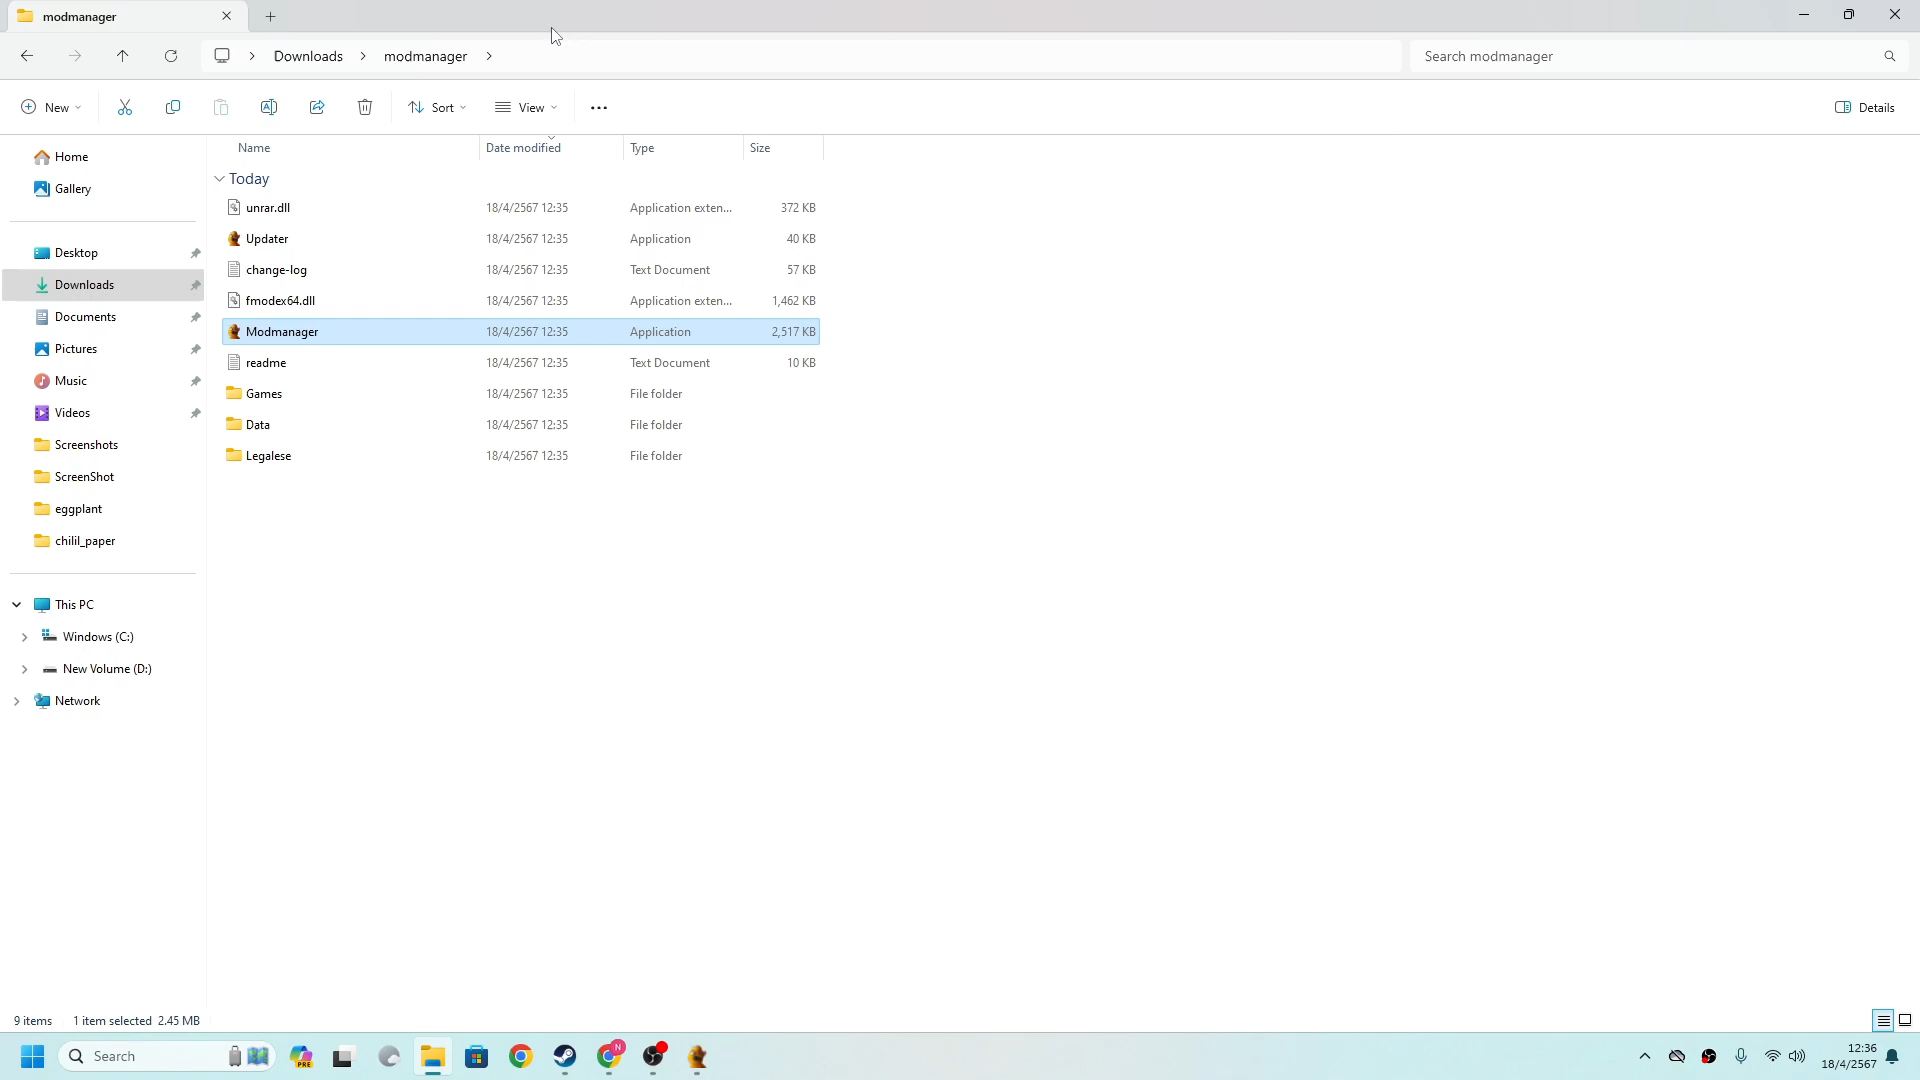 modmanager
Downloads
modmanager
Search modmanager
New
Sort
View
Details
Name
Date modified
Type
Size
Today
unrar.dll 18/4/2567 12:35 Application exten... 372 KB
Updater 18/4/2567 12:35 Application 40 KB
change-log 18/4/2567 12:35 Text Document 57 KB
fmodex64.dll 18/4/2567 12:35 Application exten... 1,462 KB
Modmanager 18/4/2567 12:35 Application 2,517 KB
readme 18/4/2567 12:35 Text Document 10 KB
Games 18/4/2567 12:35 File folder
Data 18/4/2567 12:35 File folder
Legalese 18/4/2567 12:35 File folder
Home
Gallery
Desktop
Downloads
Documents
Pictures
Music
Videos
Screenshots
ScreenShot
eggplant
chilil_paper
This PC
Windows (C:)
New Volume (D:)
Network
9 items 1 item selected 2.45 MB
Search
PRE
N
12:36
18/4/2567